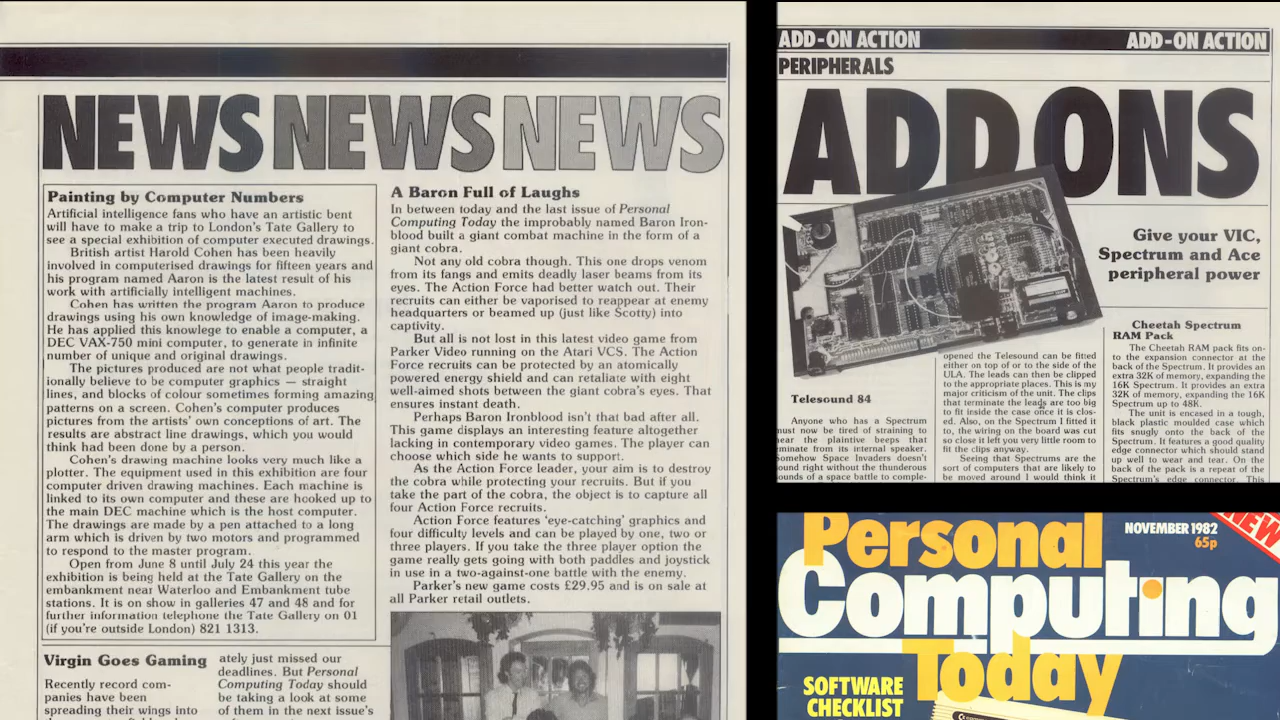 NEWS NEWS NEWS
Painting by Computer Numbers
Artificial intelligence fans who have an artistic bent
will have to make a trip to London's Tate Gallery to
see a special exhibition of computer executed drawings.
British artist Harold Cohen has been heavily
involved in computerised drawings for fifteen years and
his program named Aaron is the latest result of his
work with artificially intelligent machines.
Cohen has written the program Aaron to produce
drawings using his own knowledge of image-making.
He has applied this knowlege to enable a computer, a
DEC VAX-750 mini computer, to generate in infinite
number of unique and original drawings.
The pictures produced are not what people tradit-
ionally believe to be computer graphics — straight
lines, and blocks of colour sometimes forming amazing
patterns on a screen. Cohen's computer produces
pictures from the artists' own conceptions of art. The
results are abstract line drawings, which you would
think had been done by a person.
Cohen's drawing machine looks very much like a
plotter. The equipment used in this exhibition are four
computer driven drawing machines. Each machine is
linked to its own computer and these are hooked up to
the main DEC machine which is the host computer.
The drawings are made by a pen attached to a long
arm which is driven by two motors and programmed
to respond to the master program.
Open from June 8 until July 24 this year the
exhibition is being held at the Tate Gallery on the
embankment near Waterloo and Embankment tube
stations. It is on show in galleries 47 and 48 and for
further information telephone the Tate Gallery on 01
(if you're outside London) 821 1313.
Virgin Goes Gaming
Recently record com-
panies have been
spreading their wings into
ately just missed our
deadlines. But Personal
Computing Today should
be taking a look at some
of them in the next issue's
A Baron Full of Laughs
In between today and the last issue of Personal
Computing Today the improbably named Baron Iron-
blood built a giant combat machine in the form of a
giant cobra.
Not any old cobra though. This one drops venom
from its fangs and emits deadly laser beams from its
eyes. The Action Force had better watch out. Their
recruits can either be vaporised to reappear at enemy
headquarters or beamed up (just like Scotty) into
captivity.
But all is not lost in this latest video game from
Parker Video running on the Atari VCS. The Action
Force recruits can be protected by an atomically
powered energy shield and can retaliate with eight
well-aimed shots between the giant cobra's eyes. That
ensures instant death.
Perhaps Baron Ironblood isn't that bad after all.
This game displays an interesting feature altogether
lacking in contemporary video games. The player can
choose which side he wants to support.
As the Action Force leader, your aim is to destroy
the cobra while protecting your recruits. But if you
take the part of the cobra, the object is to capture all
four Action Force recruits.
Action Force features 'eye-catching' graphics and
four difficulty levels and can be played by one, two or
three players. If you take the three player option the
game really gets going with both paddles and joystick
in use in a two-against-one battle with the enemy.
Parker's new game costs £29.95 and is on sale at
all Parker retail outlets.
ADD-ON ACTION
ADD-ON ACTION
PERIPHERALS
ADD ONS
Give your VIC,
Spectrum and Ace
peripheral power
Telesound 84
Anyone who has a Spectrum
must now be tired of straining to
hear the plaintive beeps that
eminate from its internal speaker.
Somehow Space Invaders doesn't
sound right without the thunderous
sounds of a space battle to comple-
opened the Telesound can be fitted
either on top of or to the side of the
ULA. The leads can then be clipped
to the appropriate places. This is my
major criticism of the unit. The clips
that terminate the leads are too big
to fit inside the case once it is clos-
ed. Also, on the Spectrum I fitted it
to, the wiring on the board was cut
so close it left you very little room to
fit the clips anyway.
Seeing that Spectrums are the
sort of computers that are likely to
be moved around I would think it
Cheetah Spectrum
RAM Pack
The Cheetah RAM pack fits on-
to the expansion connector at the
back of the Spectrum. It provides an
extra 32K of memory, expanding the
16K Spectrum. It provides an extra
32K of memory, expanding the 16K
Spectrum up to 48K.
The unit is encased in a tough,
black plastic moulded case which
fits snugly onto the back of the
Spectrum. It features a good quality
edge connector which should stand
up well to wear and tear. On the
back of the pack is a repeat of the
Spectrum's edge connector. This
Personal
Computing
Today
NOVEMBER 1982
65p
NEW
SOFTWARE
CHECKLIST